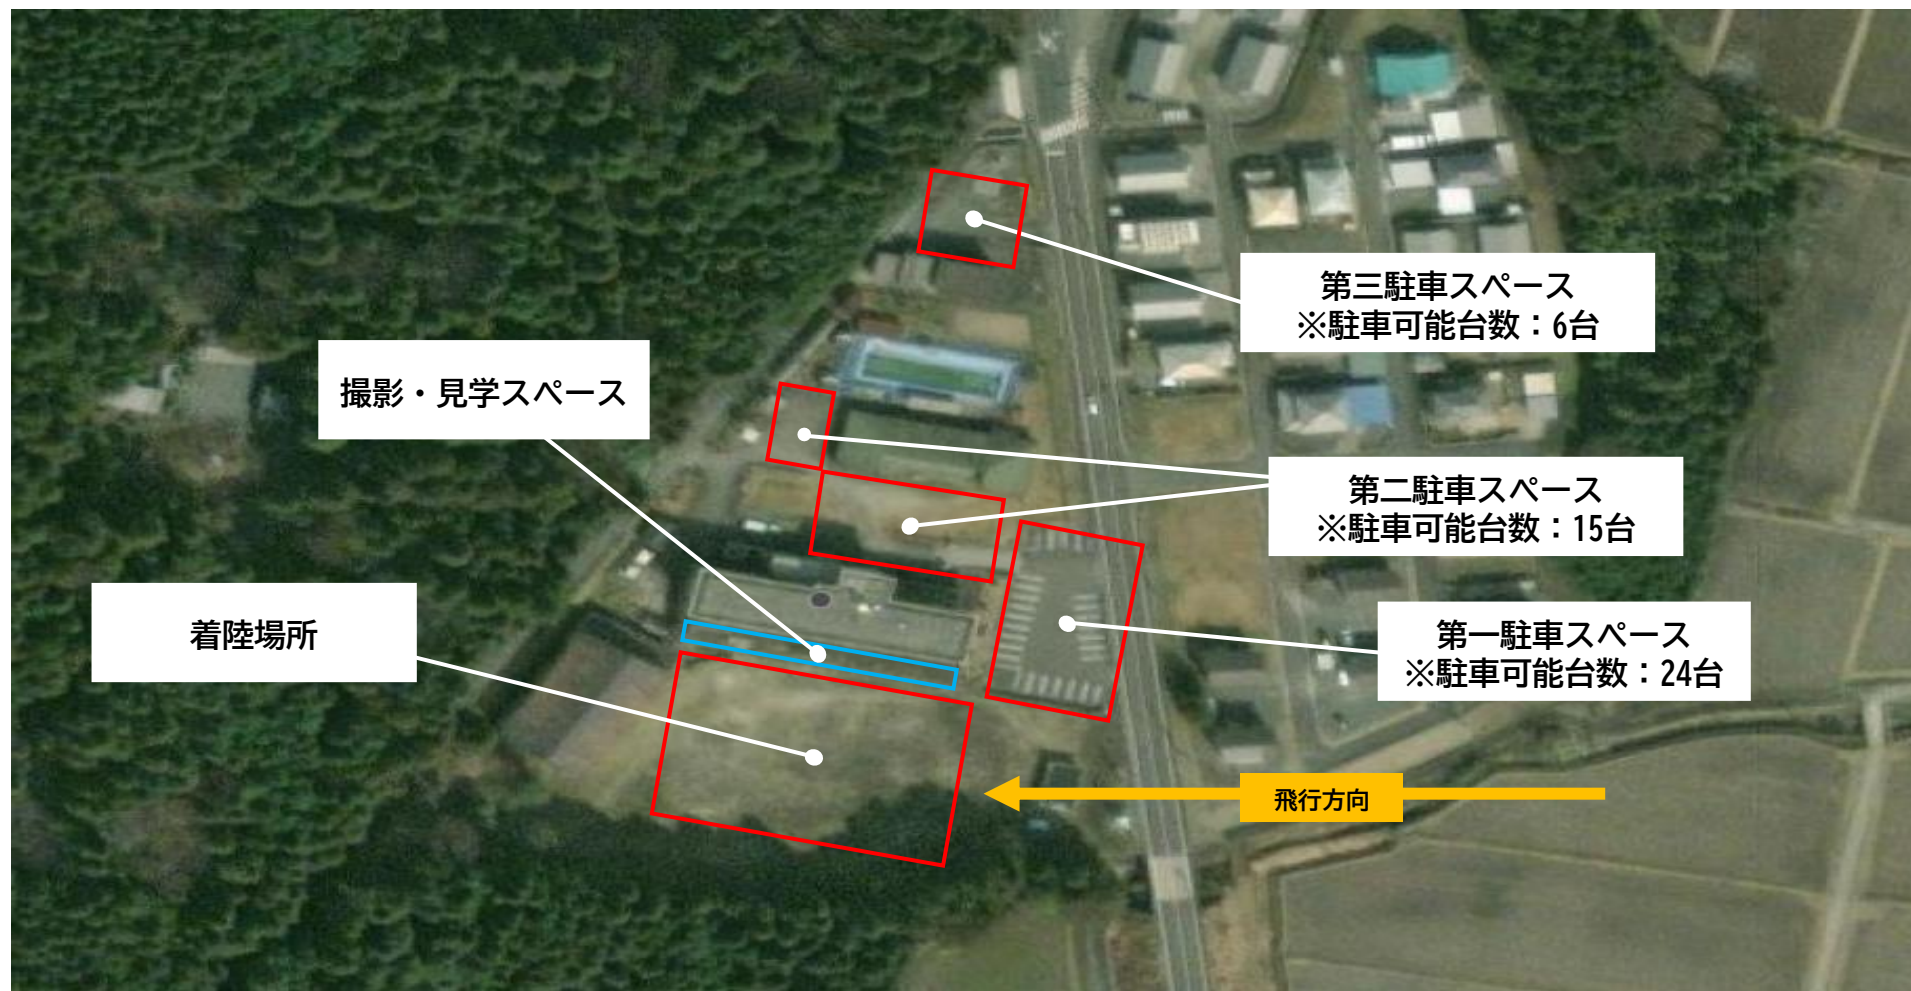 第三駐車スペース
※駐車可能台数：6台
撮影・見学スペース
第二駐車スペース
※駐車可能台数：15台
着陸場所
第一駐車スペース
※駐車可能台数：24台
飛行方向